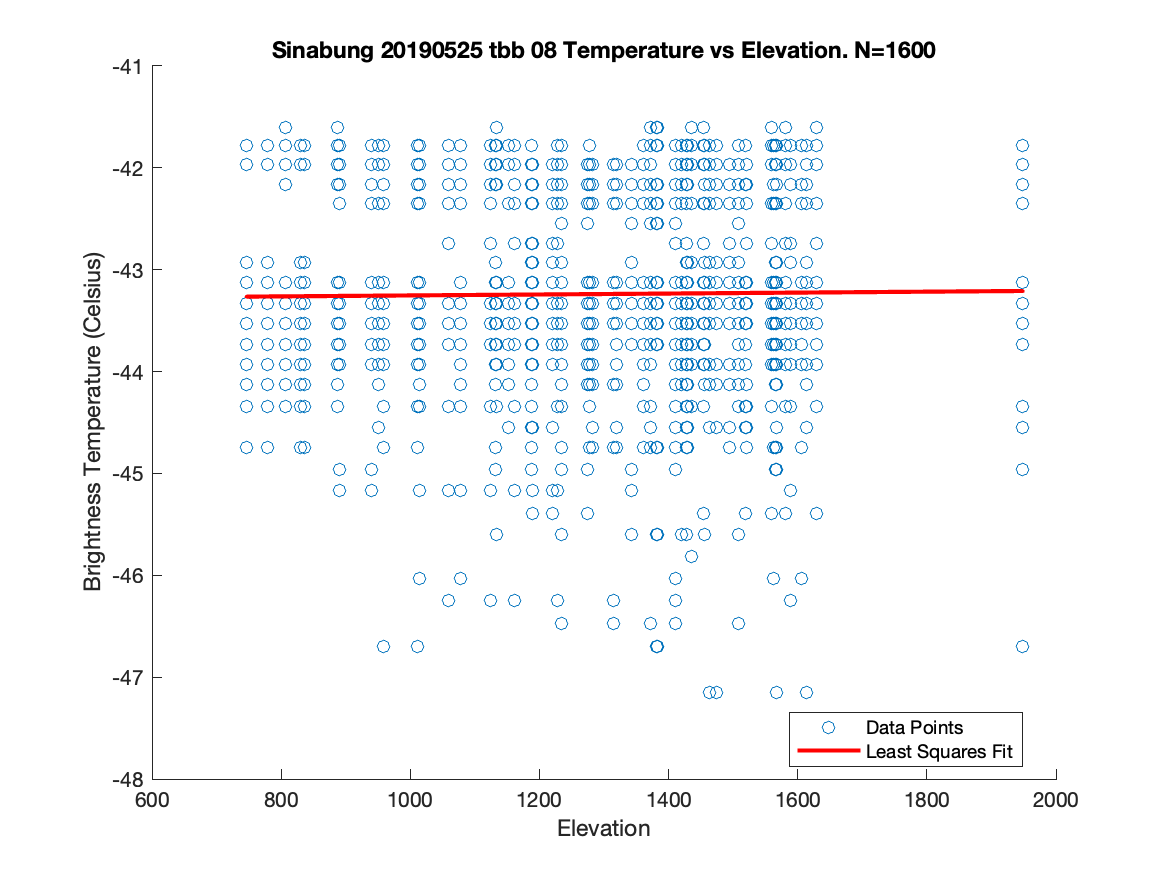 Sinabung 20190525 tbb 08 Temperature vs Elevation. N=1600
-41
-42
-43
-44
-45
-46
-47
-48
Brightness Temperature (Celsius)
Data Points
Least Squares Fit
600 800 1000 1200 1400 1600 1800 2000
Elevation